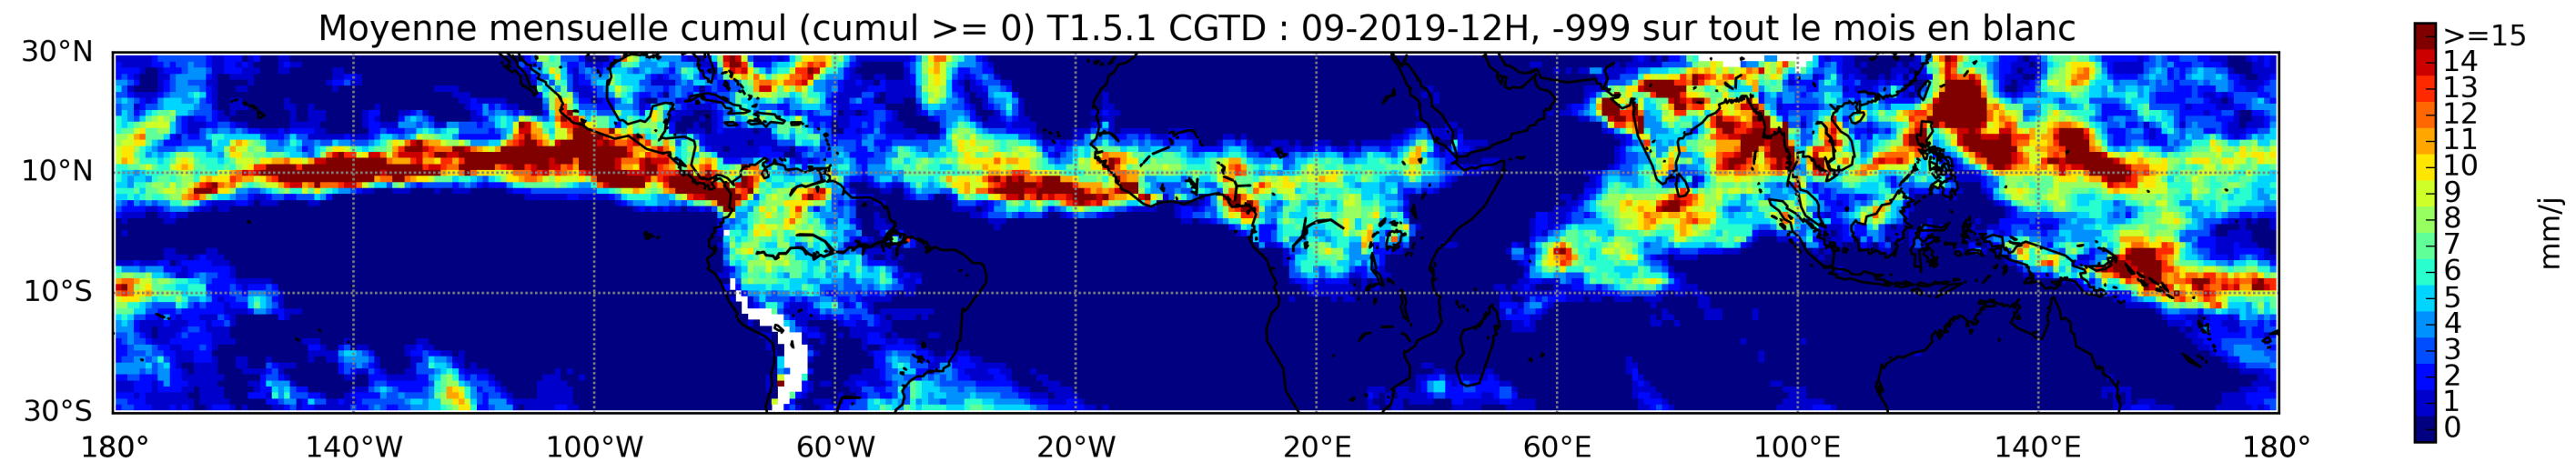 Moyenne mensuelle cumul (cumul >= 0) T1.5.1 CGTD : 09-2019-12H, -999 sur tout le mois en blanc
30°N
10°N
10°S
30°S
180° 140°W 100°W 60°W 20°W 20°E 60°E 100°E 140°E 180°
>=15
14
13
12
11
10
9
8
7
6
5
4
3
2
1
0
mm/j